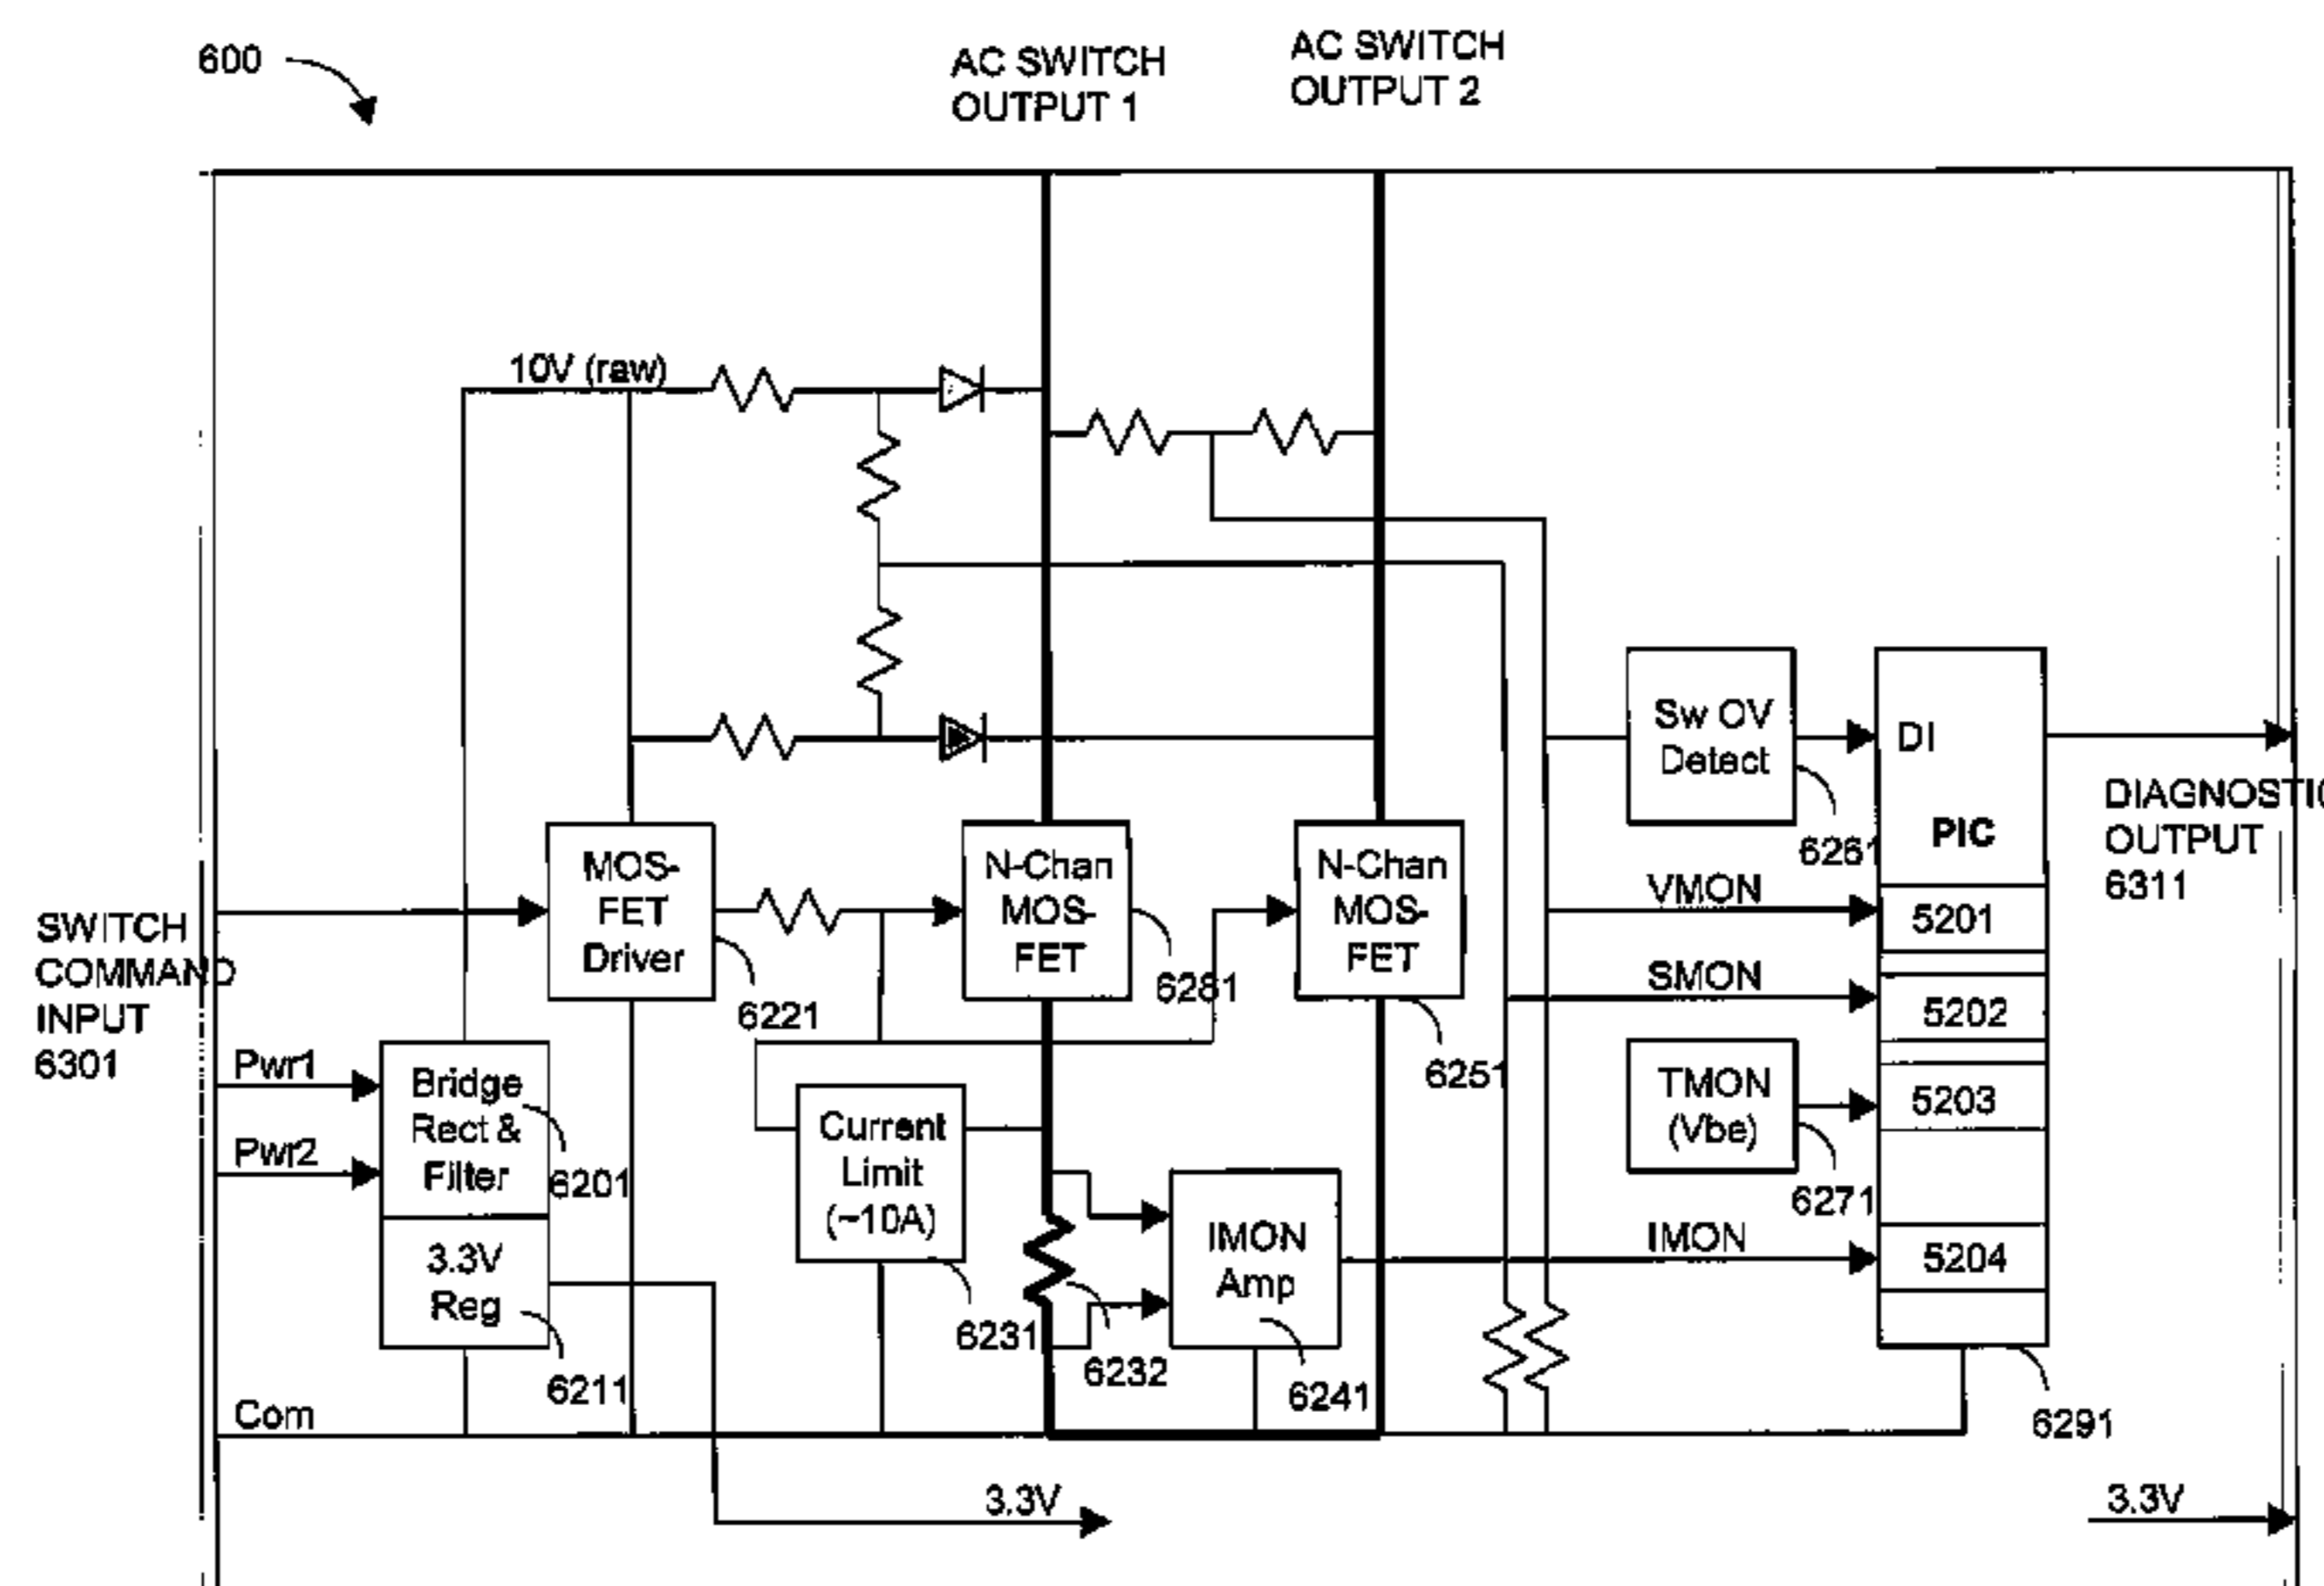 600
AC SWITCH
OUTPUT 1
AC SWITCH
OUTPUT 2
10V (raw)
Sw OV
Detect
6261
DI
PIC
DIAGNOSTIC
OUTPUT
6311
MOS-
FET
Driver
6221
N-Chan
MOS-
FET
6281
N-Chan
MOS-
FET
6251
SWITCH
COMMAND
INPUT
6301
VMON
5201
SMON
5202
TMON
(Vbe)
6271
5203
IMON
5204
6291
Pwr1
Pwr2
Bridge
Rect &
Filter
6201
3.3V
Reg
6211
Current
Limit
(~10A)
6231
6232
IMON
Amp
6241
Com
3.3V
3.3V